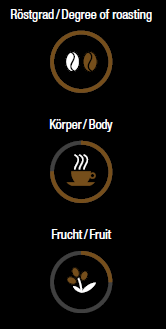 Röstgrad / Degree of roasting
Körper / Body
Frucht / Fruit